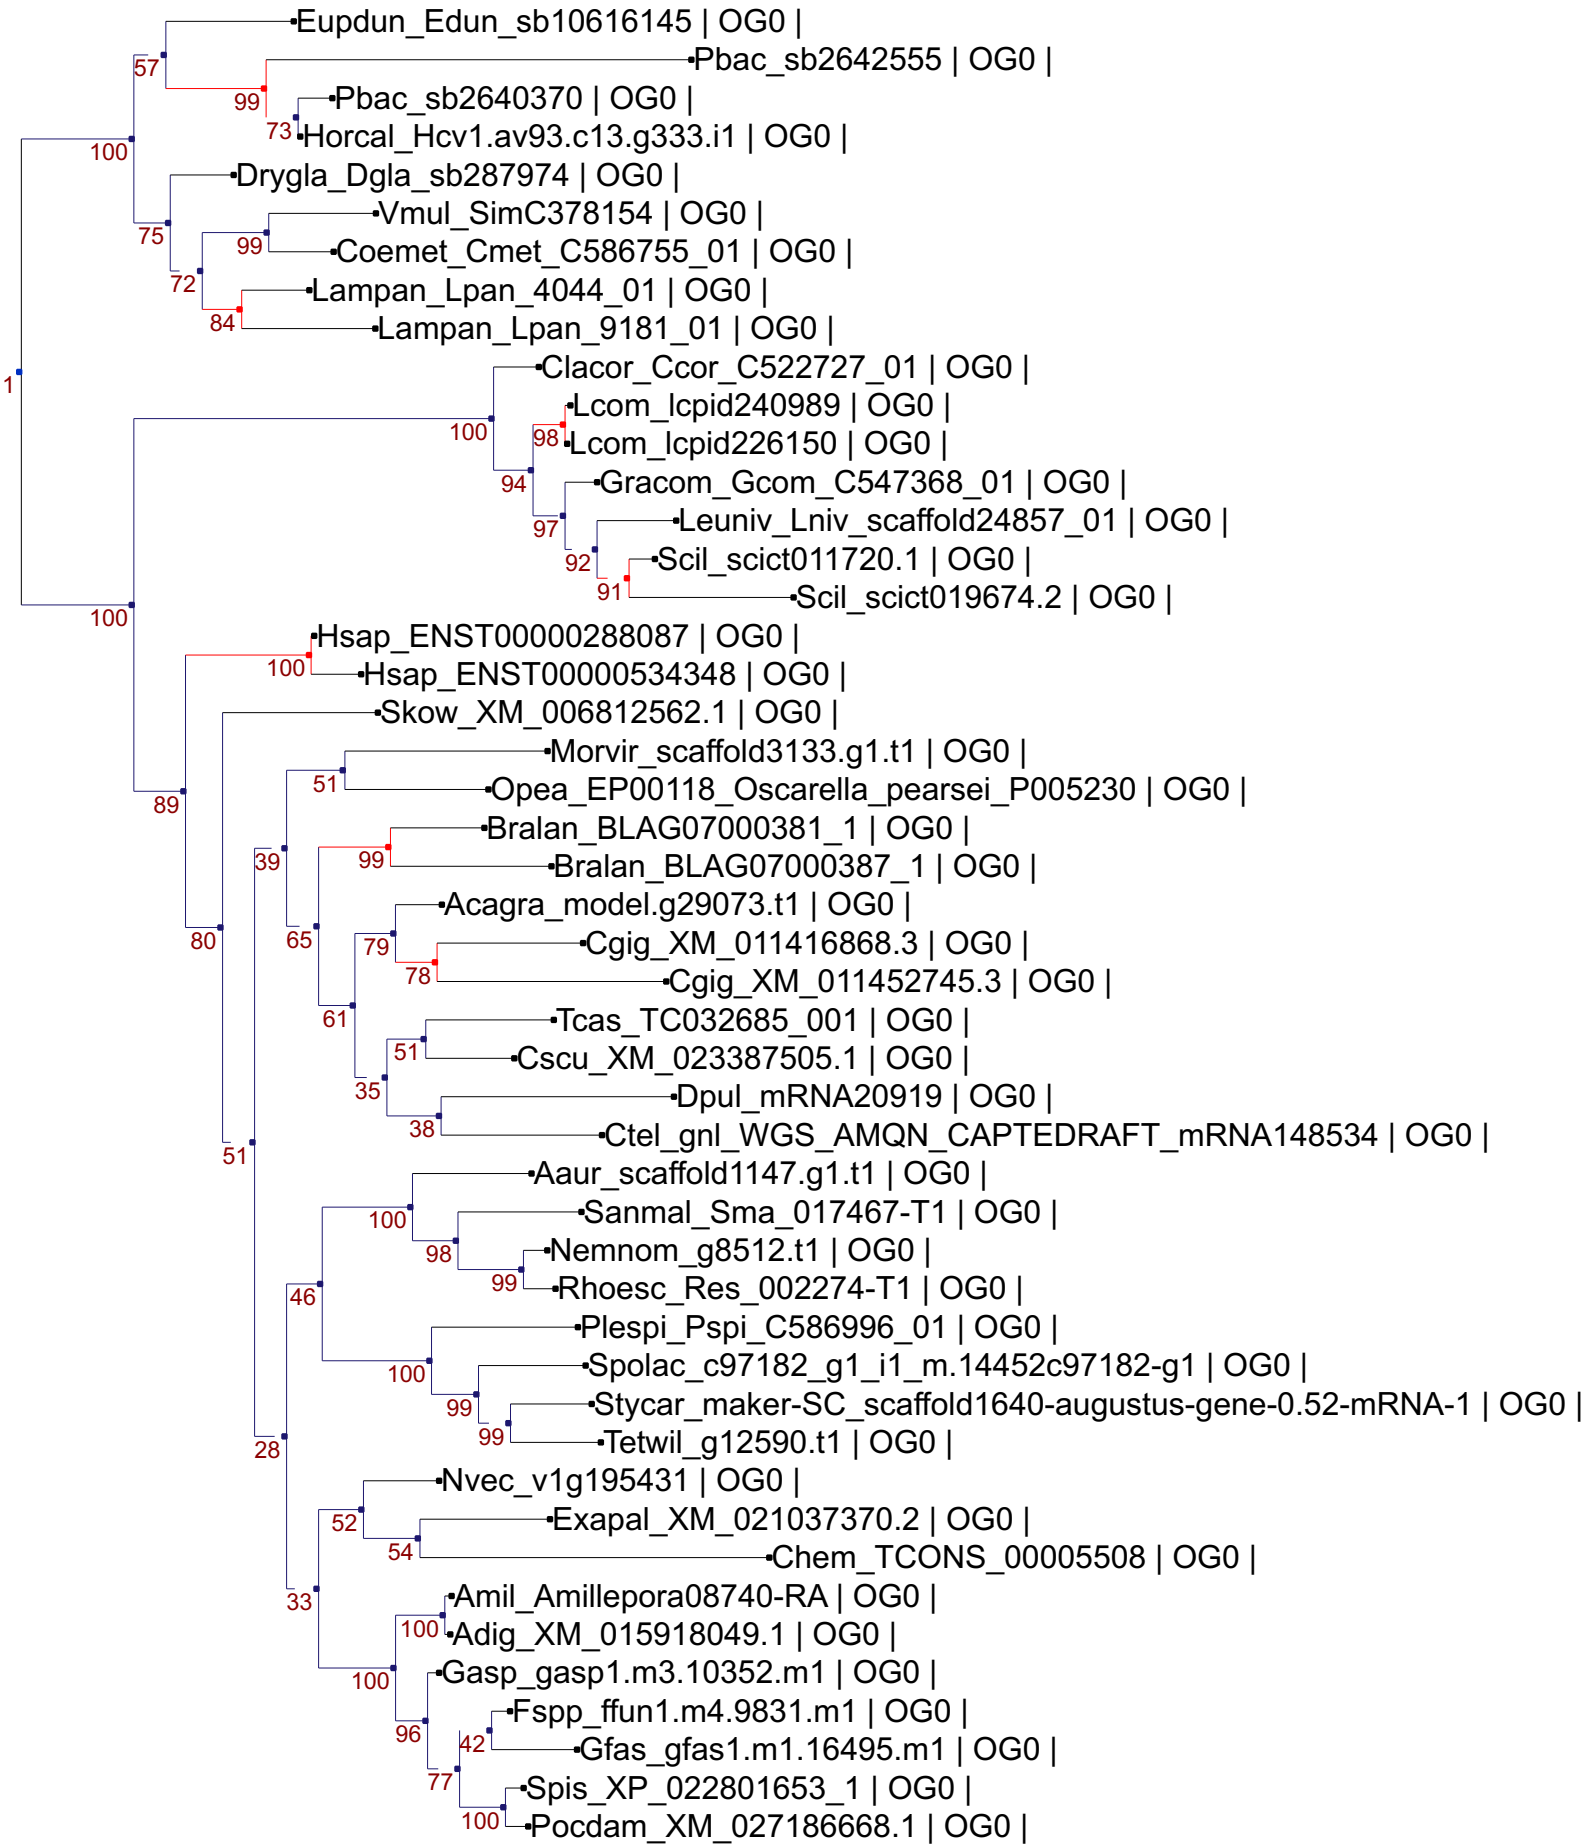 Eupdun_Edun_sb10616145 | OG0 |
57
Pbac_sb2642555 | OG0 |
99
Pbac_sb2640370 | OG0 |
73
Horcal_Hcv1.av93.c13.g333.i1 | OG0 |
100
Drygla_Dgla_sb287974 | OG0 |
75
Vmul_SimC378154 | OG0 |
99
Coemet_Cmet_C586755_01 | OG0 |
72
Lampan_Lpan_4044_01 | OG0 |
84
Lampan_Lpan_9181_01 | OG0 |
Clacor_Ccor_C522727_01 | OG0 |
1
Lcom_lcpid240989 | OG0 |
100
98
Lcom_lcpid226150 | OG0 |
94
Gracom_Gcom_C547368_01 | OG0 |
97
Leuniv_Lniv_scaffold24857_01 | OG0 |
92
Scil_scict011720.1 | OG0 |
91
Scil_scict019674.2 | OG0 |
100
Hsap_ENST00000288087 | OG0 |
100
Hsap_ENST00000534348 | OG0 |
Skow_XM_006812562.1 | OG0 |
Morvir_scaffold3133.g1.t1 | OG0 |
51
Opea_EP00118_Oscarella_pearsei_P005230 | OG0 |
89
Bralan_BLAG07000381_1 | OG0 |
39
99
Bralan_BLAG07000387_1 | OG0 |
Acagra_model.g29073.t1 | OG0 |
80
65
79
Cgig_XM_011416868.3 | OG0 |
78
Cgig_XM_011452745.3 | OG0 |
61
Tcas_TC032685_001 | OG0 |
51
Cscu_XM_023387505.1 | OG0 |
35
Dpul_mRNA20919 | OG0 |
38
Ctel_gnl_WGS_AMQN_CAPTEDRAFT_mRNA148534 | OG0 |
51
Aaur_scaffold1147.g1.t1 | OG0 |
100
Sanmal_Sma_017467-T1 | OG0 |
98
Nemnom_g8512.t1 | OG0 |
99
Rhoesc_Res_002274-T1 | OG0 |
46
Plespi_Pspi_C586996_01 | OG0 |
100
Spolac_c97182_g1_i1_m.14452c97182-g1 | OG0 |
99
Stycar_maker-SC_scaffold1640-augustus-gene-0.52-mRNA-1 | OG0 |
99
Tetwil_g12590.t1 | OG0 |
28
Nvec_v1g195431 | OG0 |
52
Exapal_XM_021037370.2 | OG0 |
54
Chem_TCONS_00005508 | OG0 |
33
Amil_Amillepora08740-RA | OG0 |
100
Adig_XM_015918049.1 | OG0 |
100
Gasp_gasp1.m3.10352.m1 | OG0 |
Fspp_ffun1.m4.9831.m1 | OG0 |
96
42
Gfas_gfas1.m1.16495.m1 | OG0 |
77
Spis_XP_022801653_1 | OG0 |
100
Pocdam_XM_027186668.1 | OG0 |